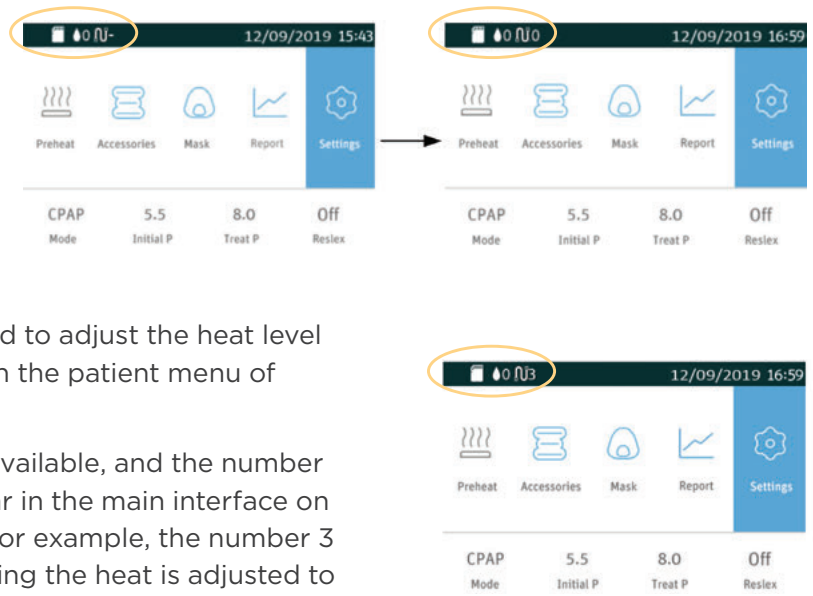 0 -
12/09/2019 15:43
Preheat Accessories Mask Report Settings
CPAP 5.5 8.0 Off
Mode Initial P Treat P Reslex
0 0
12/09/2019 16:59
Preheat Accessories Mask Report Settings
CPAP 5.5 8.0 Off
Mode Initial P Treat P Reslex
d to adjust the heat level
n the patient menu of
vailable, and the number
r in the main interface on
or example, the number 3
ing the heat is adjusted to
0 3
12/09/2019 16:59
Preheat Accessories Mask Report Settings
CPAP 5.5 8.0 Off
Mode Initial P Treat P Reslex